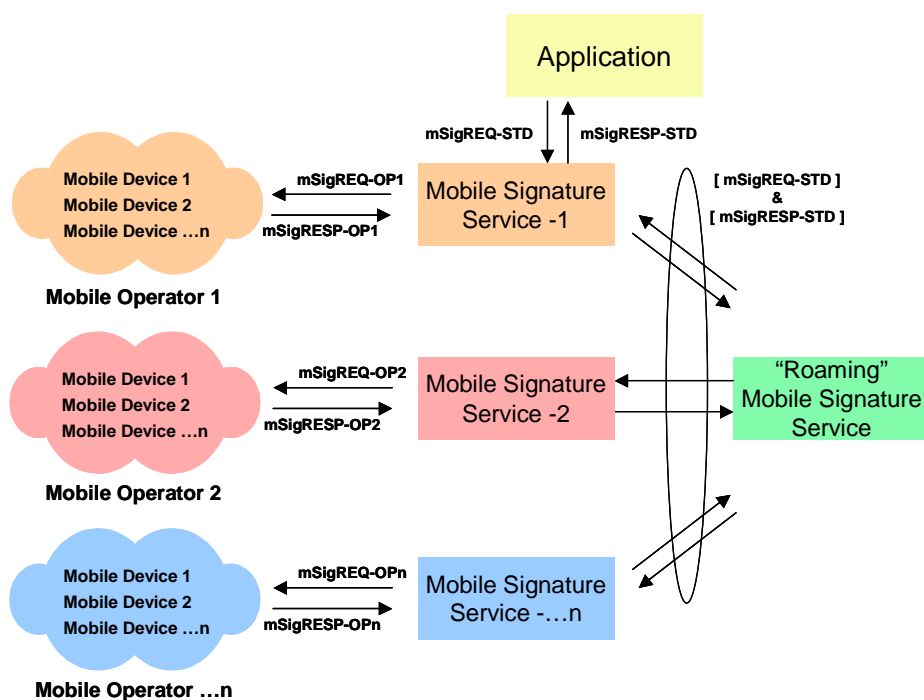 Application
mSigREQ-STD
mSigRESP-STD
Mobile Device 1
Mobile Device 2
Mobile Device …n
mSigREQ-OP1
mSigRESP-OP1
Mobile Signature
Service -1
[ mSigREQ-STD ]
&
[ mSigRESP-STD ]
Mobile Operator 1
Mobile Device 1
Mobile Device 2
Mobile Device …n
mSigREQ-OP2
mSigRESP-OP2
Mobile Signature
Service -2
“Roaming”
Mobile Signature
Service
Mobile Operator 2
Mobile Device 1
Mobile Device 2
Mobile Device …n
mSigREQ-OPn
mSigRESP-OPn
Mobile Signature
Service -…n
Mobile Operator …n